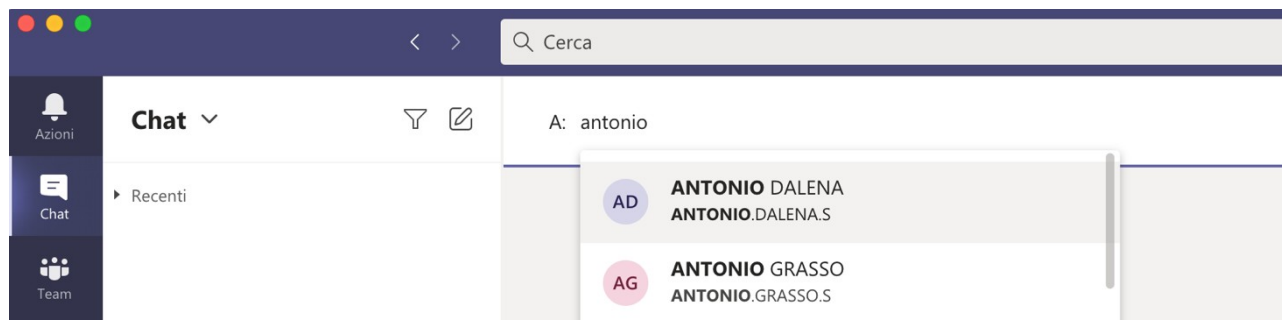 Cerca
Azioni
Chat
Team
Chat
Recenti
A: antonio
AD
ANTONIO DALENA
ANTONIO.DALENA.S
AG
ANTONIO GRASSO
ANTONIO.GRASSO.S